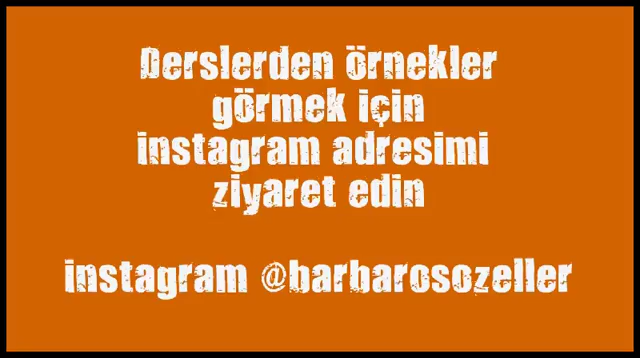 Derslerden örnekler
görmek için
instagram adresimi
ziyaret edin
instagram @barbarosozeller